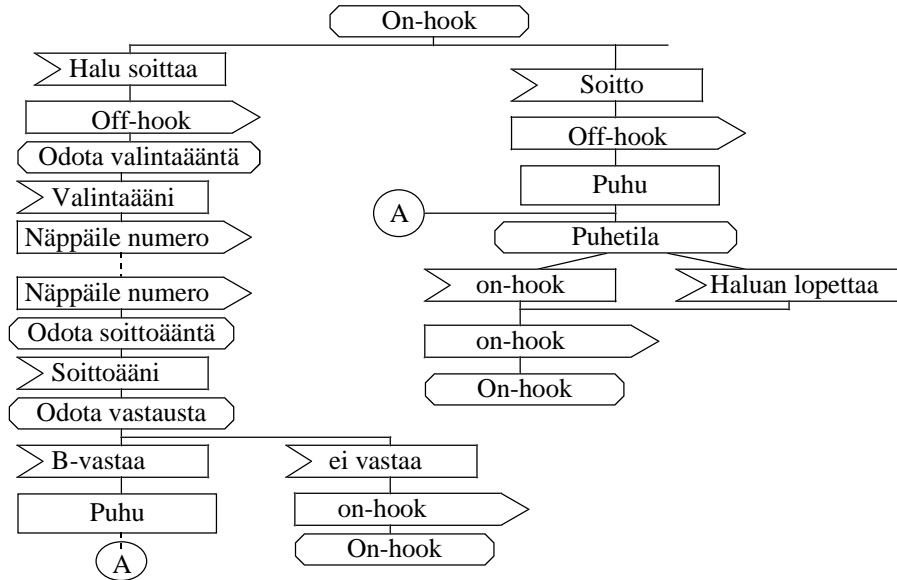 On-hook
Halu soittaa
Off-hook
Odota valintaääntä
Valintaääni
Näppäile numero
Näppäile numero
Odota soittoääntä
Soittoääni
Odota vastausta
B-vastaa
Puhu
A
ei vastaa
on-hook
On-hook
Soitto
Off-hook
Puhu
A
Puhetila
on-hook
Haluan lopettaa
on-hook
On-hook